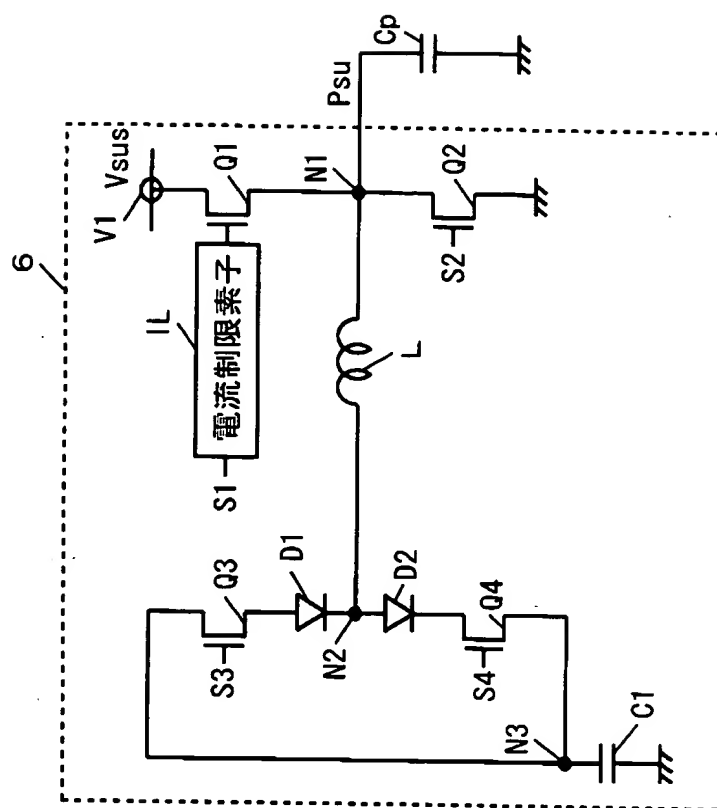 6
V1
Vsus
IL
Q1
S1
電流制限素子
N1
Psu
Cp
L
S2
Q2
S3
Q3
D1
N2
D2
S4
Q4
N3
C1